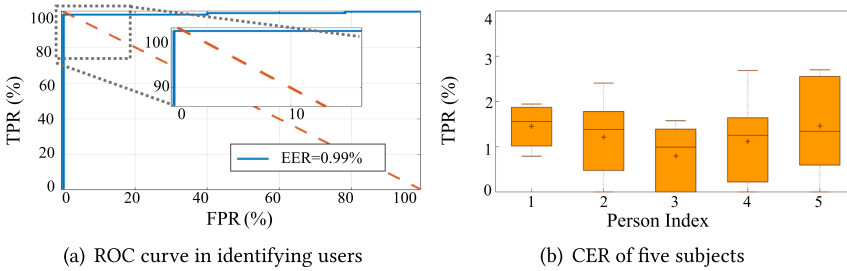 TPR (%)
100
80
60
40
20
0
0 20 40 60 80 100
FPR (%)
100
90
0 10
EER=0.99%
(a) ROC curve in identifying users
TPR (%)
4
3
2
1
0
1 2 3 4 5
Person Index
(b) CER of five subjects